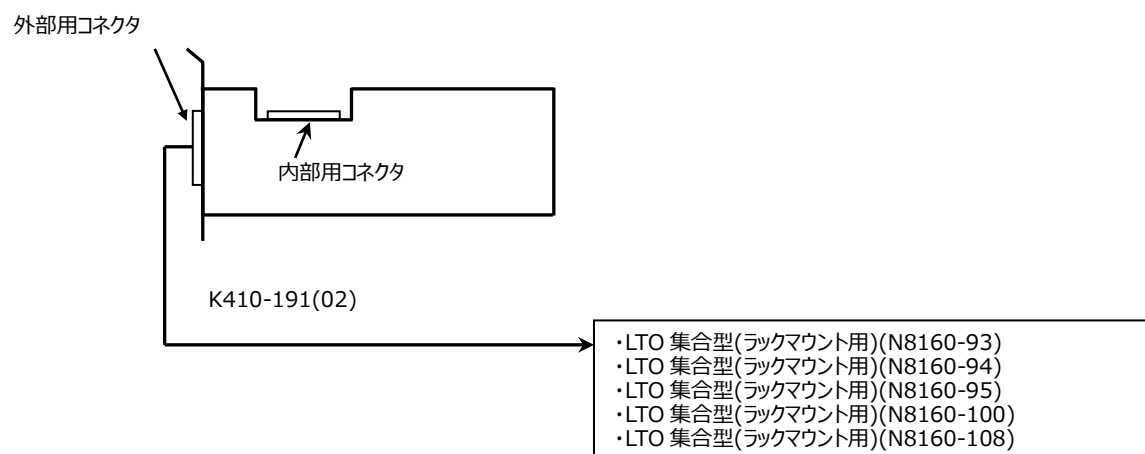 外部用コネクタ
内部用コネクタ
K410-191(02)
・LTO 集合型(ラックマウント用)(N8160-93)
・LTO 集合型(ラックマウント用)(N8160-94)
・LTO 集合型(ラックマウント用)(N8160-95)
・LTO 集合型(ラックマウント用)(N8160-100)
・LTO 集合型(ラックマウント用)(N8160-108)